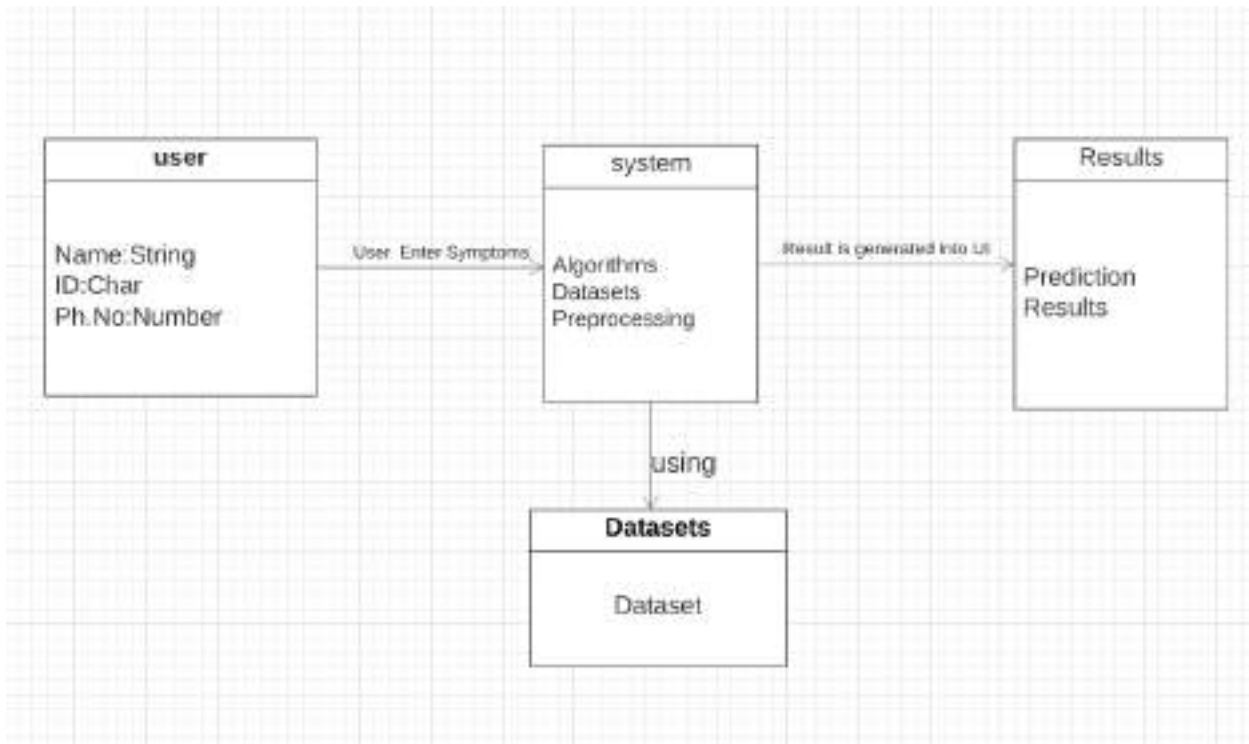 user
Name:String
ID:Char
Ph.No:Number
User Enter Symptoms
system
Algorithms
Datasets
Preprocessing
Result is generated Into UI
Results
Prediction
Results
using
Datasets
Dataset